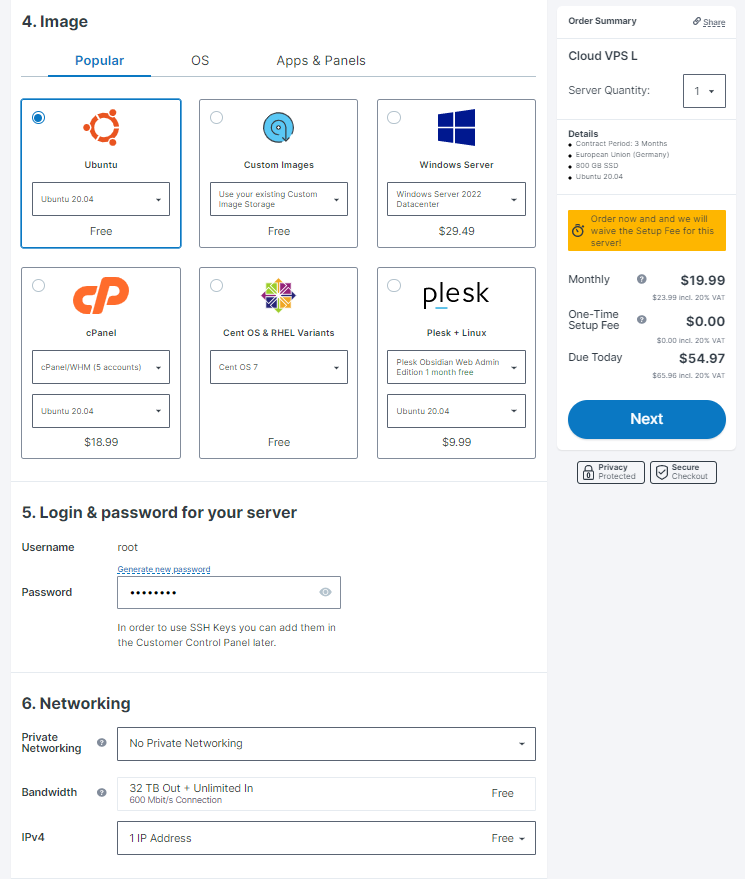 4. Image
Popular
OS
Apps & Panels
Ubuntu
Ubuntu 20.04
Free
Custom Images
Use your existing Custom
Image Storage
Free
Windows Server
Windows Server 2022
Datacenter
$29.49
cP
cPanel
cPanel/WHM (5 accounts)
Ubuntu 20.04
$18.99
Cent OS & RHEL Variants
Cent OS 7
Free
plesk
Plesk + Linux
Plesk Obsidian Web Admin
Edition 1 month free
Ubuntu 20.04
$9.99
5. Login & password for your server
Username
root
Generate new password
Password
••••••••
In order to use SSH Keys you can add them in
the Customer Control Panel later.
6. Networking
Private
Networking
?
No Private Networking
Bandwidth
?
32 TB Out + Unlimited In
600 Mbit/s Connection
Free
IPv4
1 IP Address
Free
Order Summary
Share
Cloud VPS L
Server Quantity:
1
Details
• Contract Period: 3 Months
• European Union (Germany)
• 800 GB SSD
• Ubuntu 20.04
Order now and and we will
waive the Setup Fee for this
server!
Monthly
?
$19.99
$23.99 incl. 20% VAT
One-Time
Setup Fee
?
$0.00
$0.00 incl. 20% VAT
Due Today
$54.97
$65.96 incl. 20% VAT
Next
Privacy
Protected
Secure
Checkout